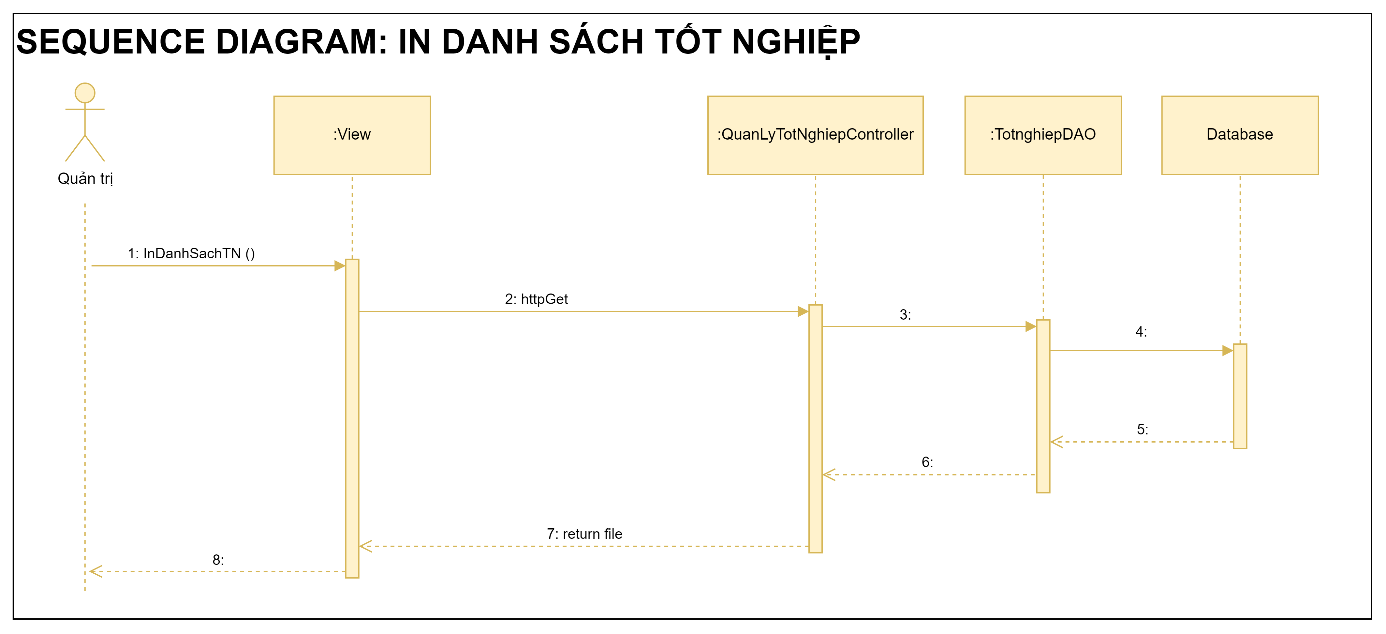 SEQUENCE DIAGRAM: IN DANH SÁCH TỐT NGHIỆP
:View
:QuanLyTotNghiepController
:TotnghiepDAO
Database
Quản trị
1: InDanhSachTN ()
2: httpGet
3:
4:
5:
6:
7: return file
8: